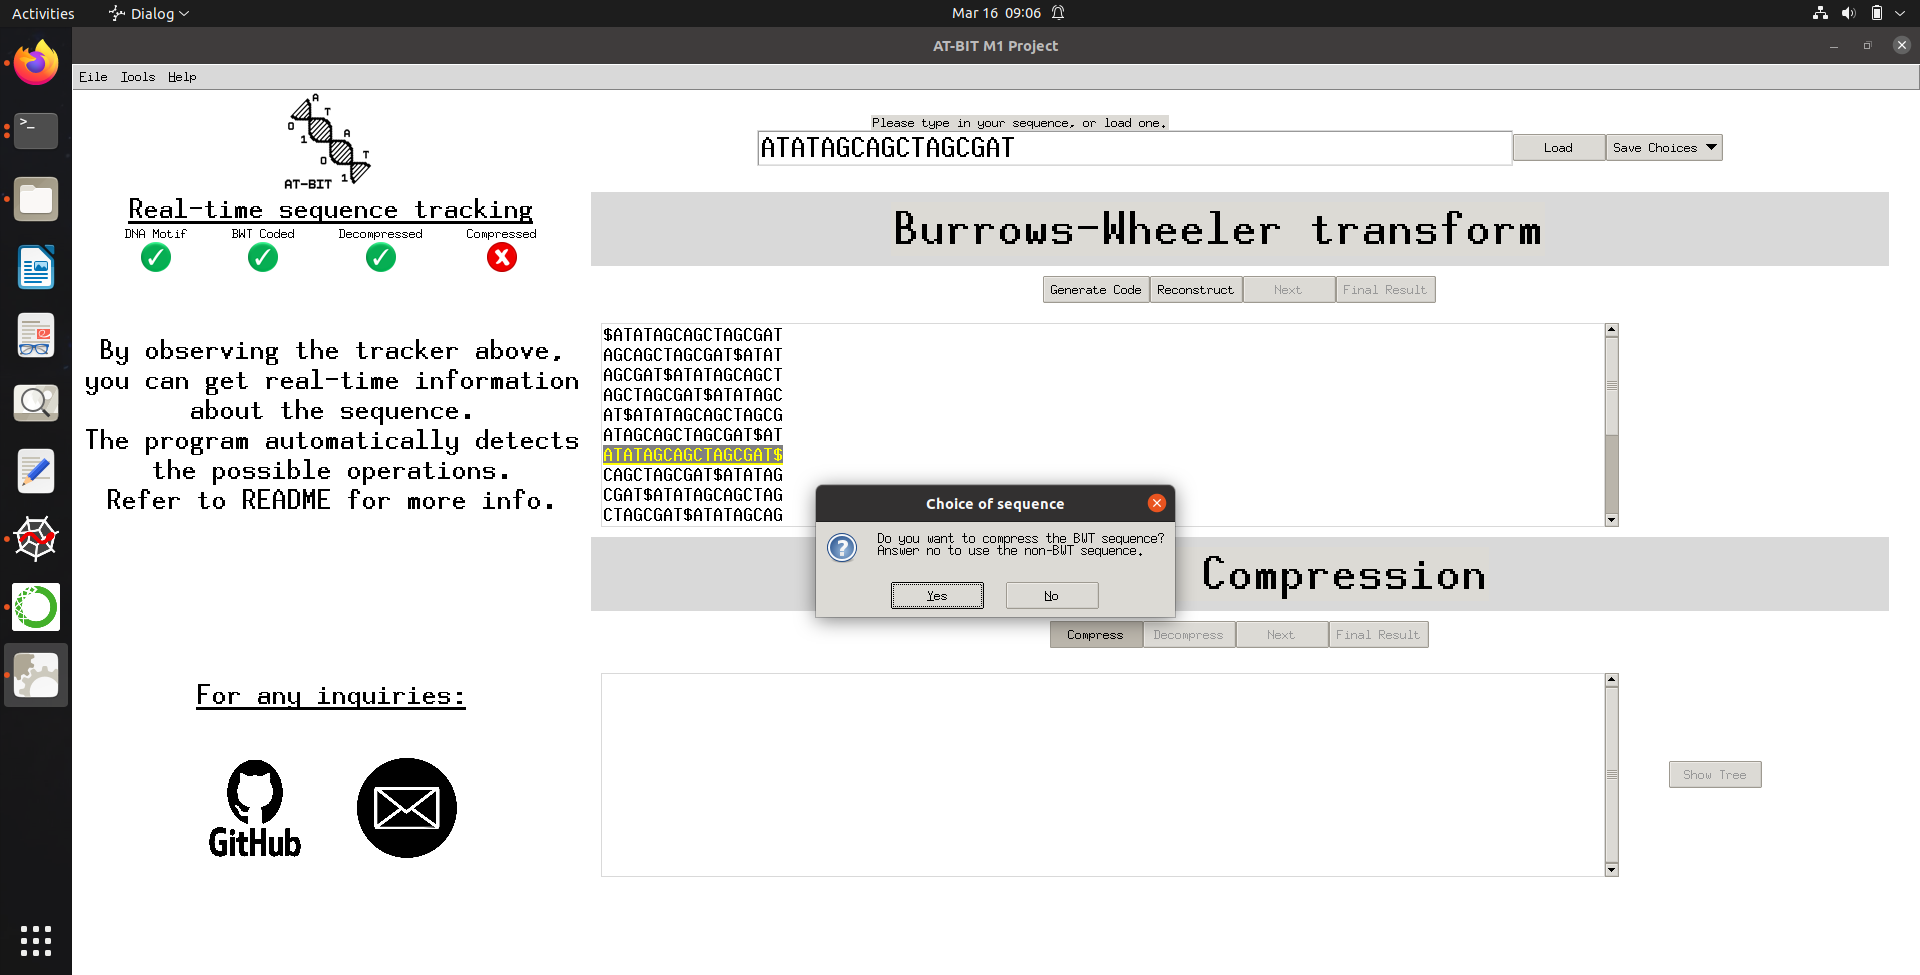 Activities
Dialog
Mar 16 09:06
AT-BIT M1 Project
File Tools Help
A
T
0
A
1
T
0
1
AT-BIT
Please type in your sequence, or load one.
ATATAGCAGCTAGCGAT
Load
Save Choices
Real-time sequence tracking
DNA Motif
BWT Coded
Decompressed
Compressed
Burrows-Wheeler transform
Generate Code
Reconstruct
Next
Final Result
By observing the tracker above,
you can get real-time information
about the sequence.
The program automatically detects
the possible operations.
Refer to README for more info.
$ATATAGCAGCTAGCGAT
AGCAGCTAGCGAT$ATAT
AGCGAT$ATATAGCAGCT
AGCTAGCGAT$ATATAGC
AT$ATATAGCAGCTAGCG
ATAGCAGCTAGCGAT$AT
ATATAGCAGCTAGCGAT$
CAGCTAGCGAT$ATATAG
CGAT$ATATAGCAGCTAG
CTAGCGAT$ATATAGCAG
Choice of sequence
Do you want to compress the BWT sequence?
Answer no to use the non-BWT sequence.
Yes
No
Compression
Compress
Decompress
Next
Final Result
For any inquiries:
GitHub
Show Tree